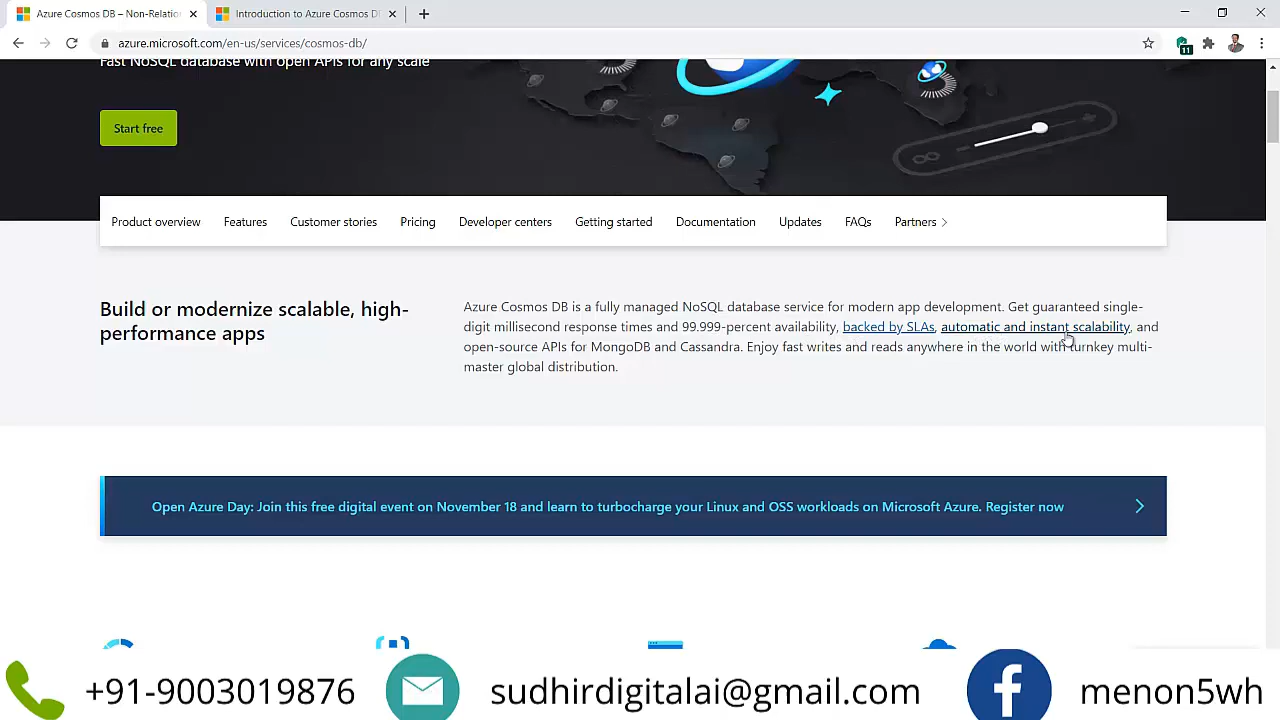 Azure Cosmos DB – Non-Relation
Introduction to Azure Cosmos D
azure.microsoft.com/en-us/services/cosmos-db/
11
Fast NoSQL database with open APIs for any scale
Start free
Product overview Features Customer stories Pricing Developer centers Getting started Documentation Updates FAQs Partners
Build or modernize scalable, high-
performance apps
Azure Cosmos DB is a fully managed NoSQL database service for modern app development. Get guaranteed single-
digit millisecond response times and 99.999-percent availability, backed by SLAs, automatic and instant scalability, and
open-source APIs for MongoDB and Cassandra. Enjoy fast writes and reads anywhere in the world with turnkey multi-
master global distribution.
Open Azure Day: Join this free digital event on November 18 and learn to turbocharge your Linux and OSS workloads on Microsoft Azure. Register now
+91-9003019876 sudhirdigitalai@gmail.com menon5wh